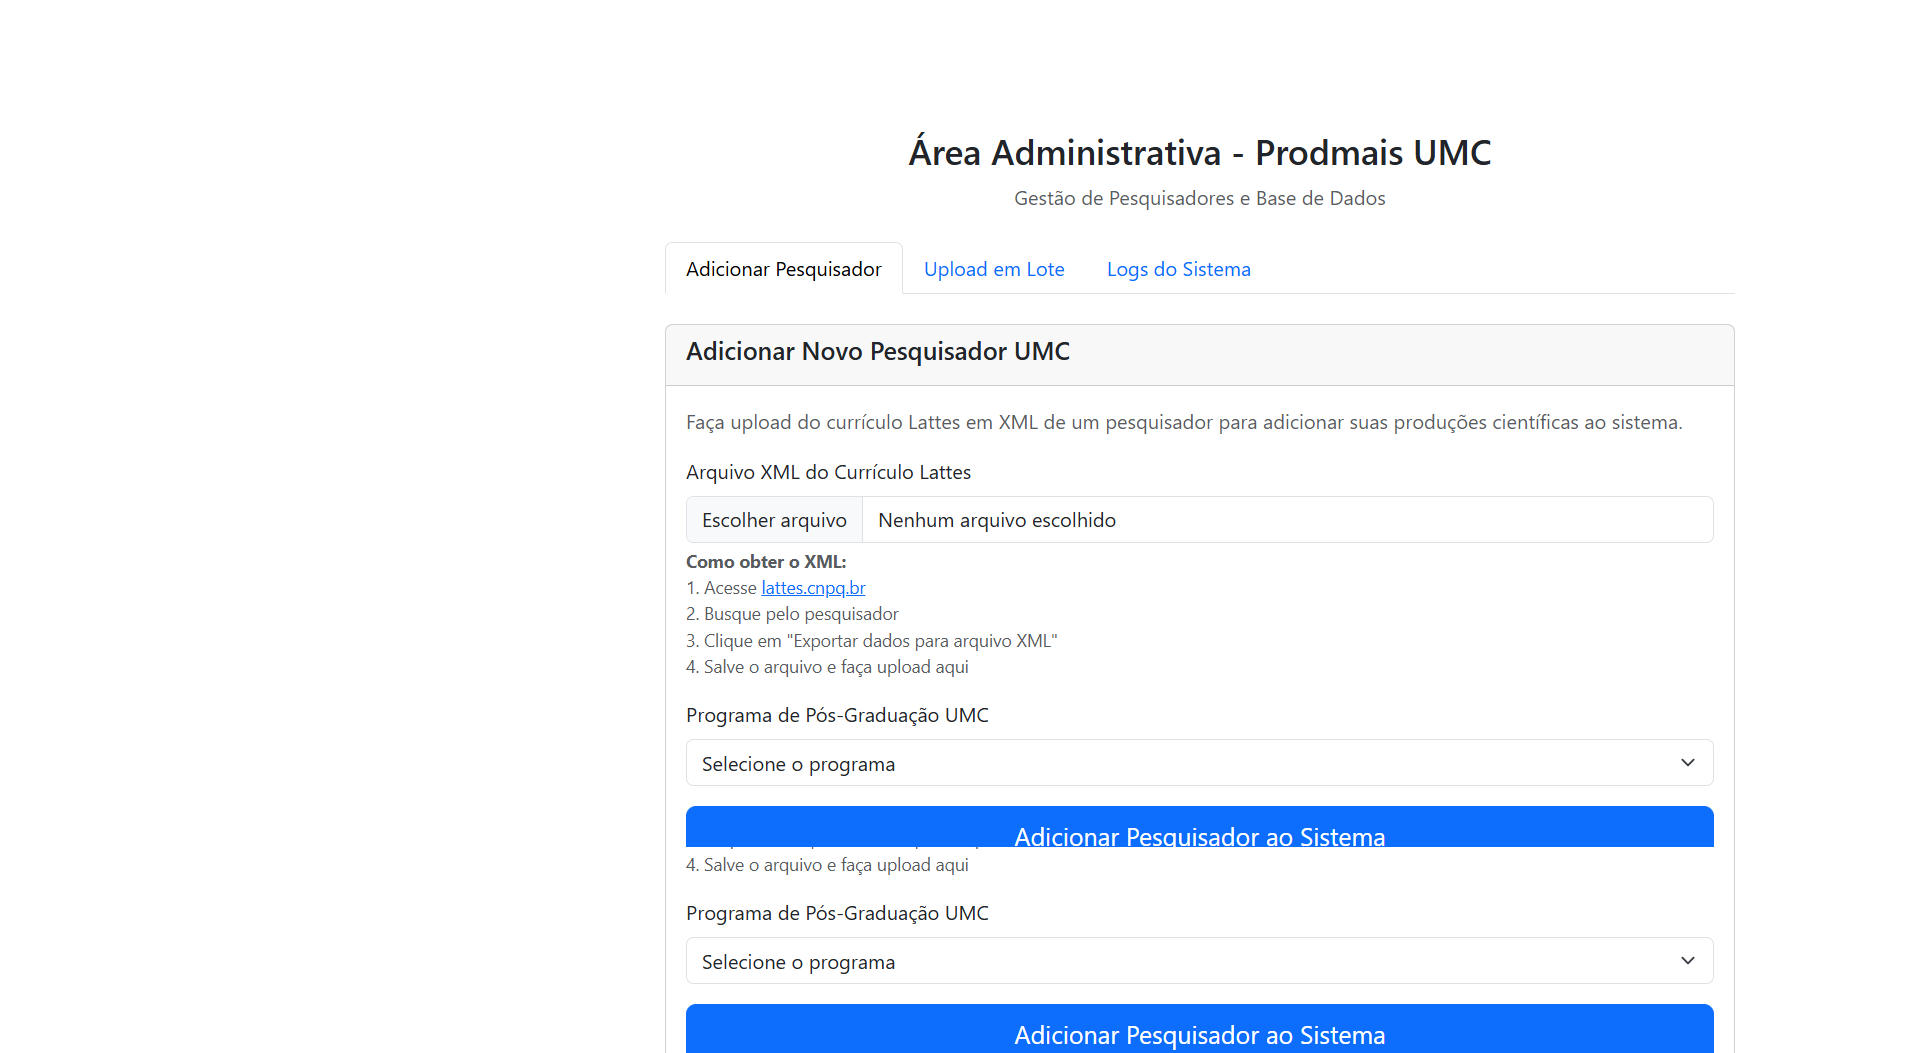 Área Administrativa - Prodmais UMC
Gestão de Pesquisadores e Base de Dados
Adicionar Pesquisador
Upload em Lote
Logs do Sistema
Adicionar Novo Pesquisador UMC
Faça upload do currículo Lattes em XML de um pesquisador para adicionar suas produções científicas ao sistema.
Arquivo XML do Currículo Lattes
Escolher arquivo
Nenhum arquivo escolhido
Como obter o XML:
1. Acesse lattes.cnpq.br
2. Busque pelo pesquisador
3. Clique em "Exportar dados para arquivo XML"
4. Salve o arquivo e faça upload aqui
Programa de Pós-Graduação UMC
Selecione o programa
Adicionar Pesquisador ao Sistema
4. Salve o arquivo e faça upload aqui
Programa de Pós-Graduação UMC
Selecione o programa
Adicionar Pesquisador ao Sistema